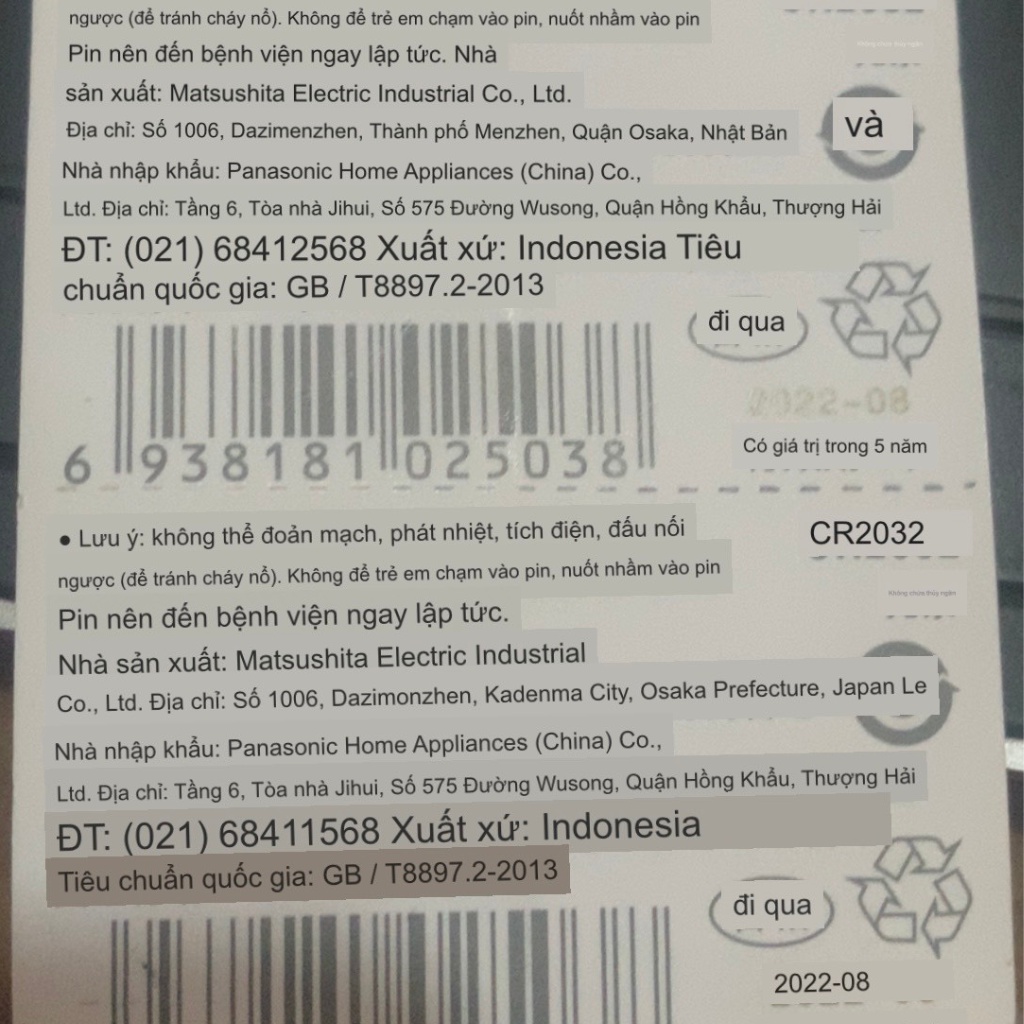 ngược (để tránh cháy nổ). Không để trẻ em chạm vào pin, nuốt nhầm vào pin
Pin nên đến bệnh viện ngay lập tức. Nhà
sản xuất: Matsushita Electric Industrial Co., Ltd.
và
Địa chỉ: Số 1006, Dazimenzhen, Thành phố Menzhen, Quận Osaka, Nhật Bản
Nhà nhập khẩu: Panasonic Home Appliances (China) Co.,
Ltd. Địa chỉ: Tầng 6, Tòa nhà Jihui, Số 575 Đường Wusong, Quận Hồng Khẩu, Thượng Hải
ĐT: (021) 68412568 Xuất xứ: Indonesia Tiêu
chuẩn quốc gia: GB / T8897.2-2013
đi qua
2022-08
Có giá trị trong 5 năm
6 938181 025038
● Lưu ý: không thể đoản mạch, phát nhiệt, tích điện, đấu nối
CR2032
ngược (để tránh cháy nổ). Không để trẻ em chạm vào pin, nuốt nhầm vào pin
Không chứa thủy ngân
Pin nên đến bệnh viện ngay lập tức.
Nhà sản xuất: Matsushita Electric Industrial
Co., Ltd. Địa chỉ: Số 1006, Dazimonzhen, Kadenma City, Osaka Prefecture, Japan Le
Nhà nhập khẩu: Panasonic Home Appliances (China) Co.,
Ltd. Địa chỉ: Tầng 6, Tòa nhà Jihui, Số 575 Đường Wusong, Quận Hồng Khẩu, Thượng Hải
ĐT: (021) 68411568 Xuất xứ: Indonesia
Tiêu chuẩn quốc gia: GB / T8897.2-2013
đi qua
2022-08